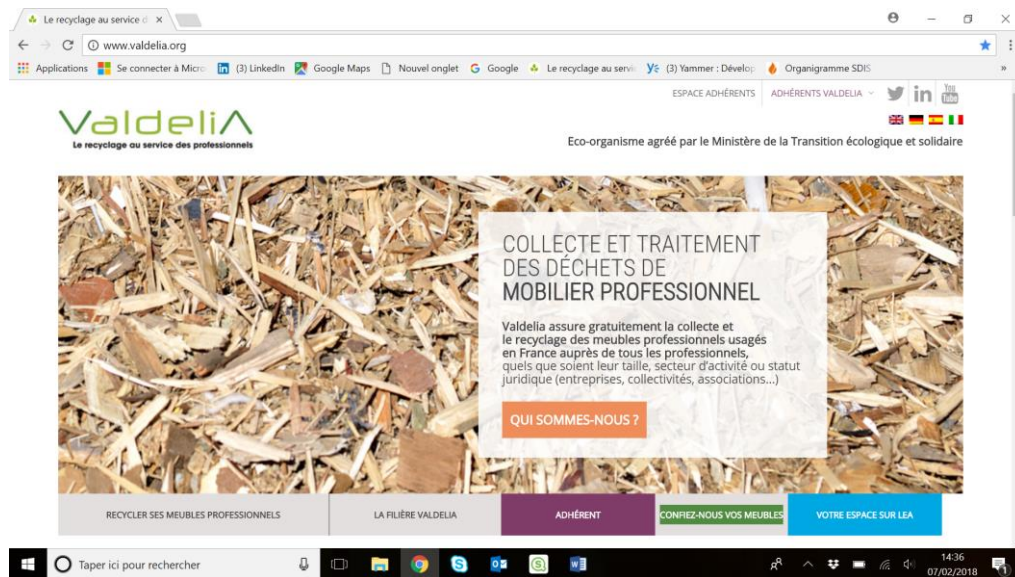 Le recyclage au service d
www.valdelia.org
Applications Se connecter à Micro (3) LinkedIn Google Maps Nouvel onglet Google Le recyclage au servi (3) Yammer : Dévelop Organigramme SDIS
ESPACE ADHÉRENTS ADHÉRENTS VALDELIA in You Tube
ValdeliA
Le recyclage au service des professionnels
Eco-organisme agréé par le Ministère de la Transition écologique et solidaire
COLLECTE ET TRAITEMENT
DES DÉCHETS DE
MOBILIER PROFESSIONNEL
Valdelia assure gratuitement la collecte et
le recyclage des meubles professionnels usagés
en France auprès de tous les professionnels,
quels que soient leur taille, secteur d'activité ou statut
juridique (entreprises, collectivités, associations...)
QUI SOMMES-NOUS ?
RECYCLER SES MEUBLES PROFESSIONNELS LA FILIÈRE VALDELIA ADHÉRENT CONFIEZ-NOUS VOS MEUBLES VOTRE ESPACE SUR LEA
Taper ici pour rechercher
14:36
07/02/2018